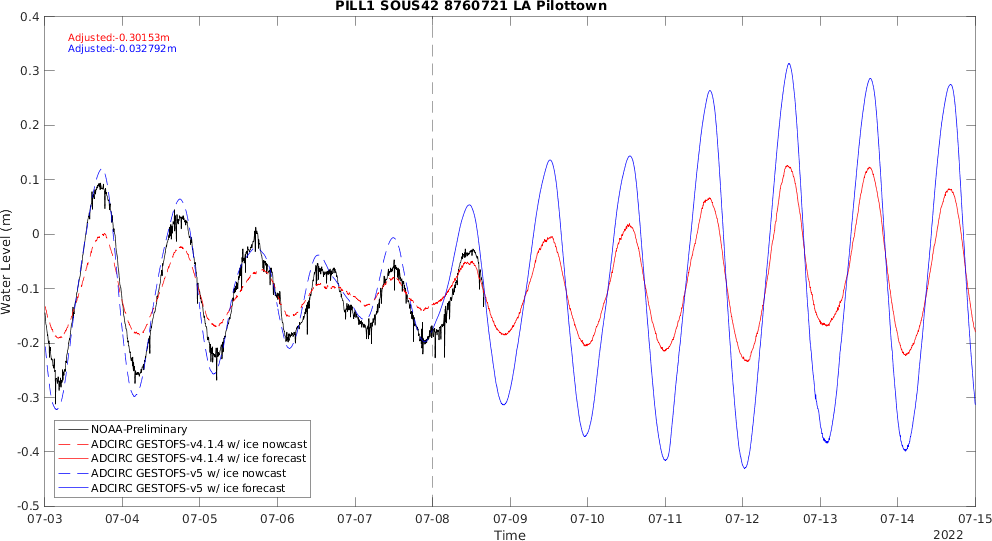 PILL1 SOUS42 8760721 LA Pilottown
Adjusted:-0.30153m
Adjusted:-0.032792m
Water Level (m)
0.4
0.3
0.2
0.1
0
-0.1
-0.2
-0.3
-0.4
-0.5
NOAA-Preliminary
ADCIRC GESTOFS-v4.1.4 w/ ice nowcast
ADCIRC GESTOFS-v4.1.4 w/ ice forecast
ADCIRC GESTOFS-v5 w/ ice nowcast
ADCIRC GESTOFS-v5 w/ ice forecast
07-03 07-04 07-05 07-06 07-07 07-08 07-09 07-10 07-11 07-12 07-13 07-14 07-15
Time
2022